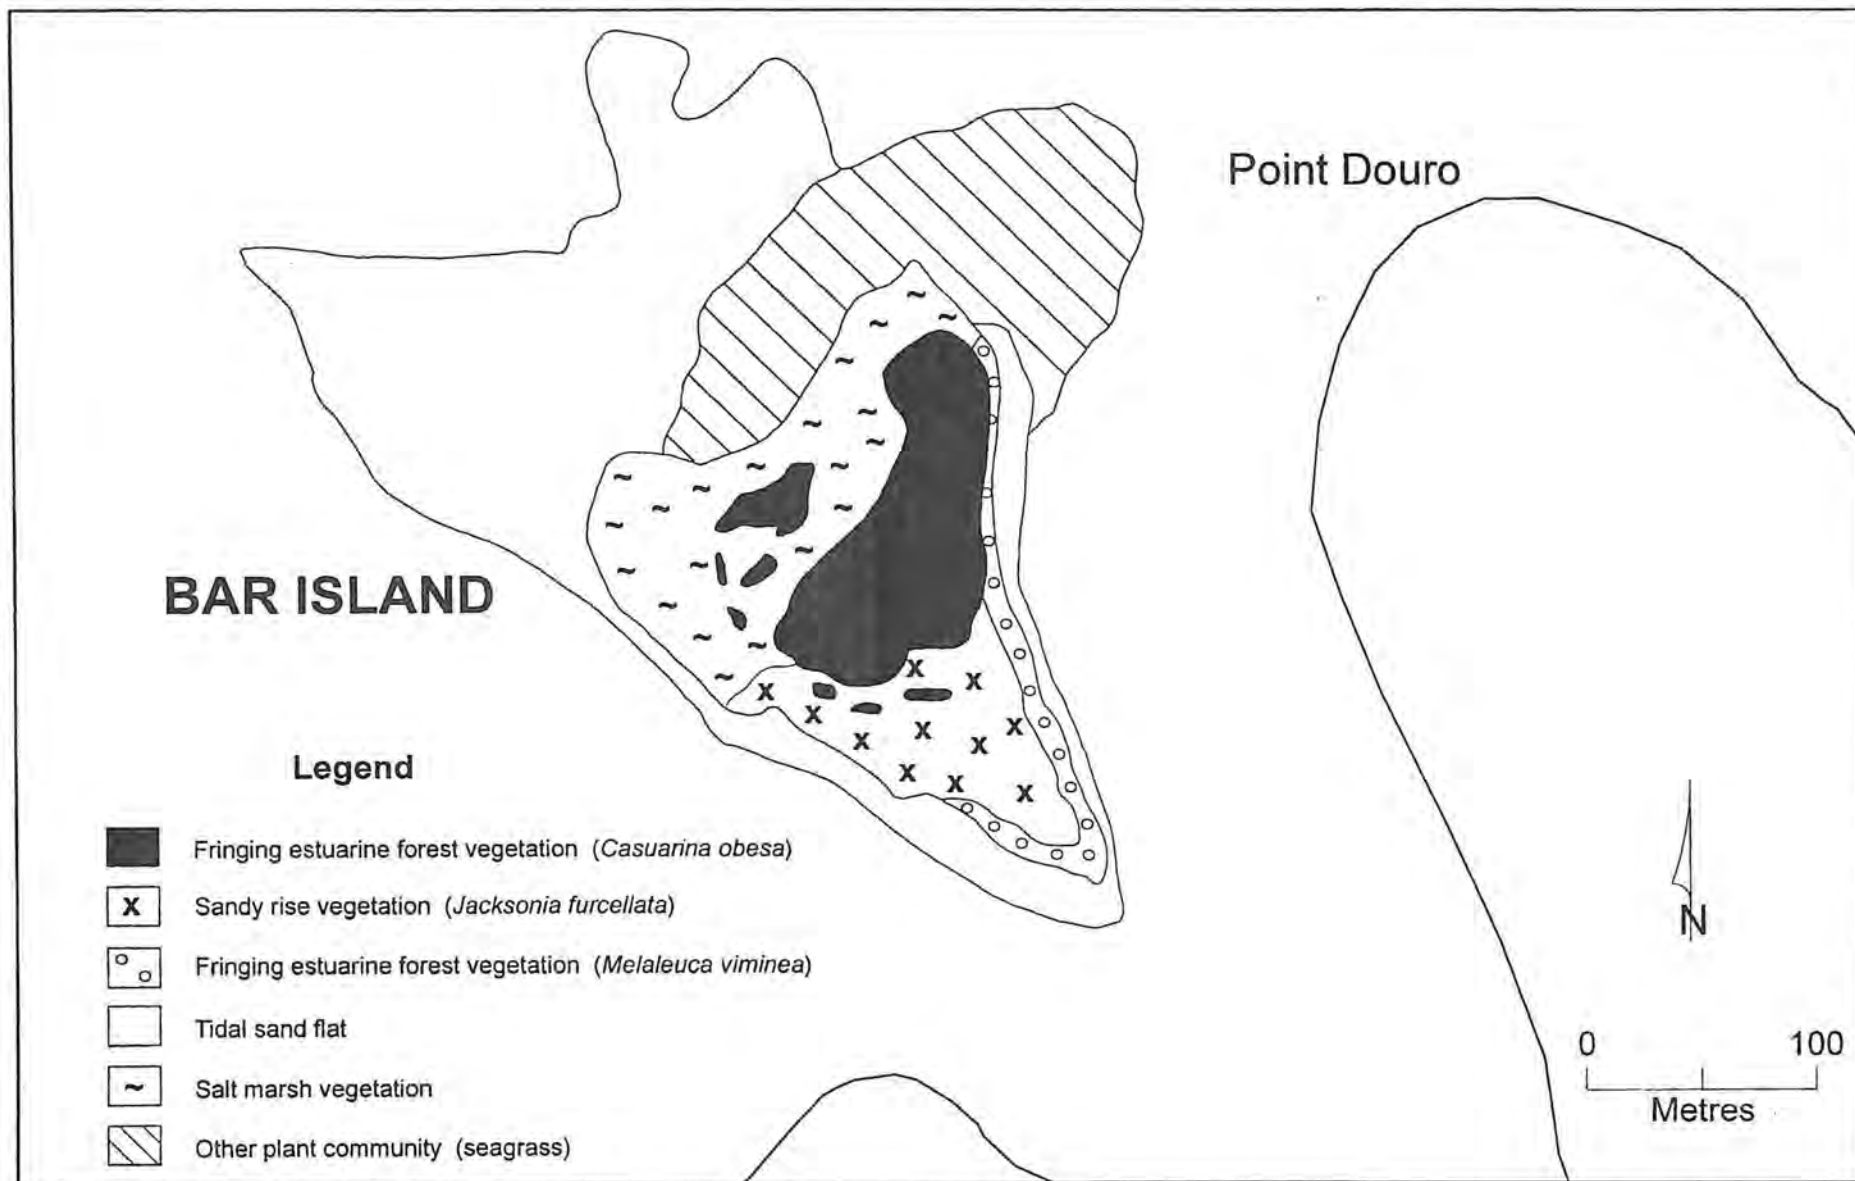 Point Douro
BAR ISLAND
Legend
Fringing estuarine forest vegetation (Casuarina obesa)
X Sandy rise vegetation (Jacksonia furcellata)
Fringing estuarine forest vegetation (Melaleuca viminea)
Tidal sand flat
~ Salt marsh vegetation
Other plant community (seagrass)
N
0 100
Metres